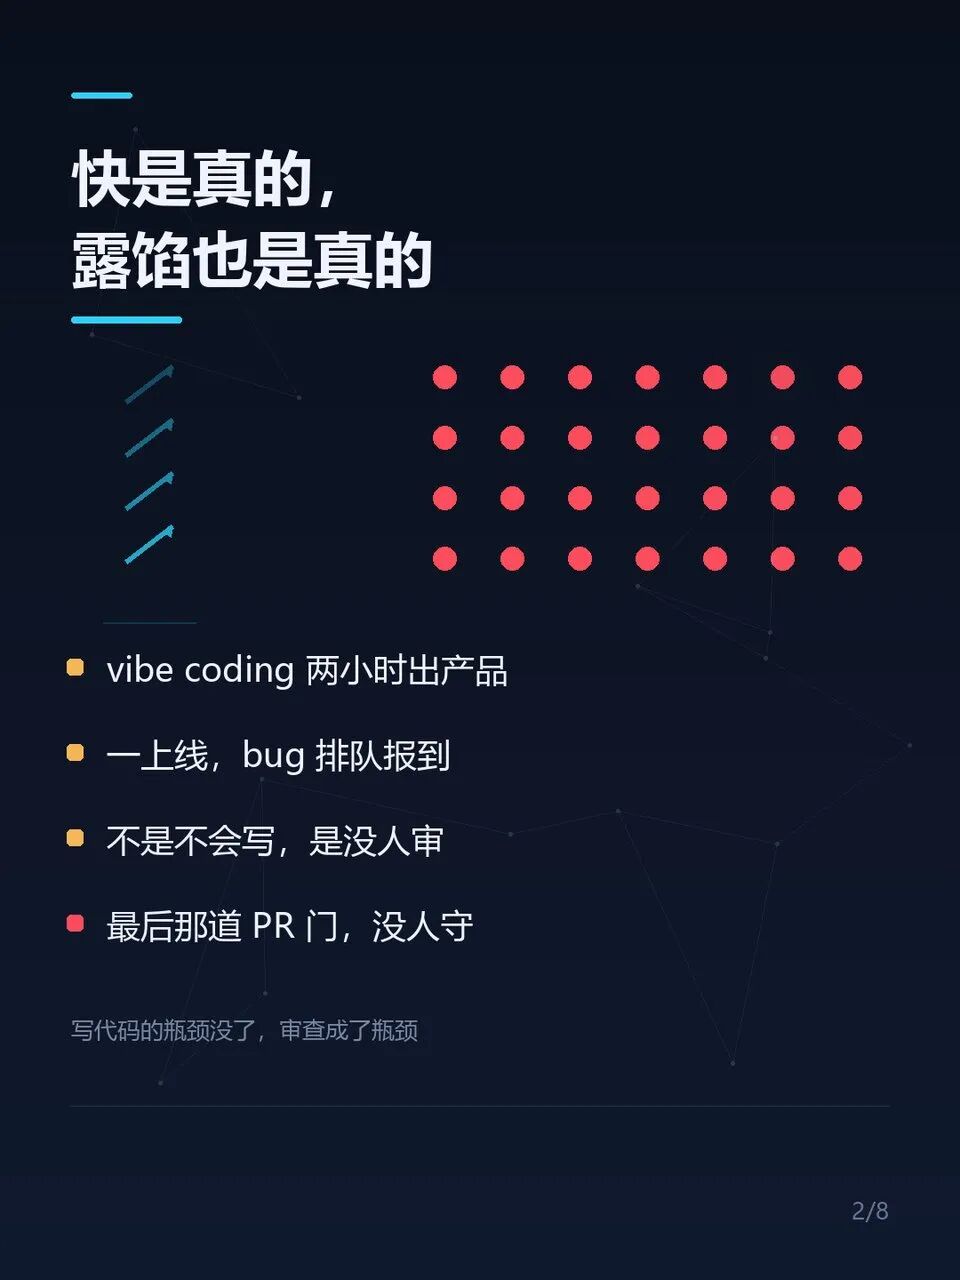 快是真的，
露馅也是真的
vibe coding 两小时出产品
一上线，bug 排队报到
不是不会写，是没人审
最后那道 PR 门，没人守
写代码的瓶颈没了，审查成了瓶颈
2/8